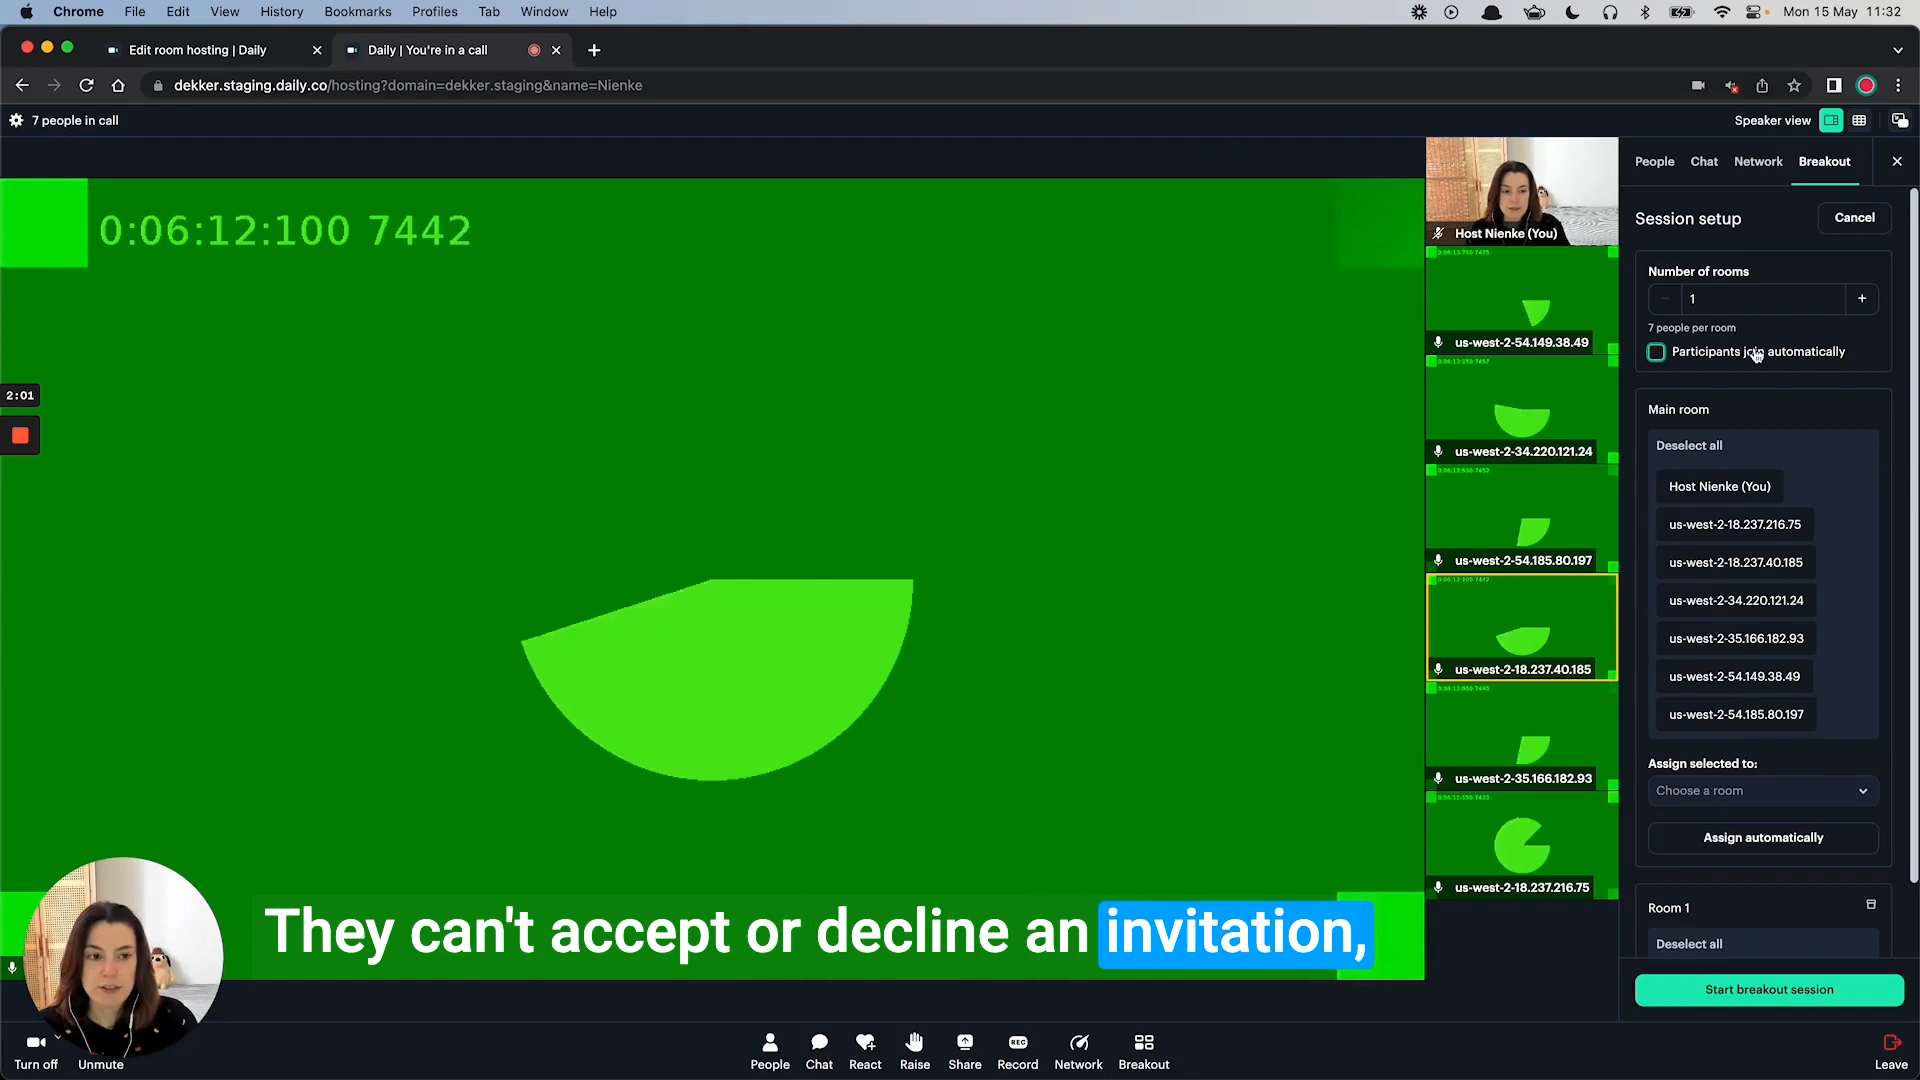 Chrome File Edit View History Bookmarks Profiles Tab Window Help Mon 15 May 11:32
Edit room hosting | Daily Daily | You're in a call
dekker.staging.daily.co/hosting?domain=dekker.staging&name=Nienke
7 people in call Speaker view
People Chat Network Breakout
0:06:12:100 7442
Host Nienke (You)
us-west-2-54.149.38.49
us-west-2-34.220.121.24
us-west-2-54.185.80.197
0:06:12:100 7442
us-west-2-18.237.40.185
us-west-2-35.166.182.93
us-west-2-18.237.216.75
Session setup Cancel
Number of rooms
1
7 people per room
Participants join automatically
Main room
Deselect all
Host Nienke (You)
us-west-2-18.237.216.75
us-west-2-18.237.40.185
us-west-2-34.220.121.24
us-west-2-35.166.182.93
us-west-2-54.149.38.49
us-west-2-54.185.80.197
Assign selected to:
Choose a room
Assign automatically
Room 1
Deselect all
Start breakout session
2:01
They can't accept or decline an invitation,
Turn off Unmute People Chat React Raise Share Record Network Breakout Leave
REC